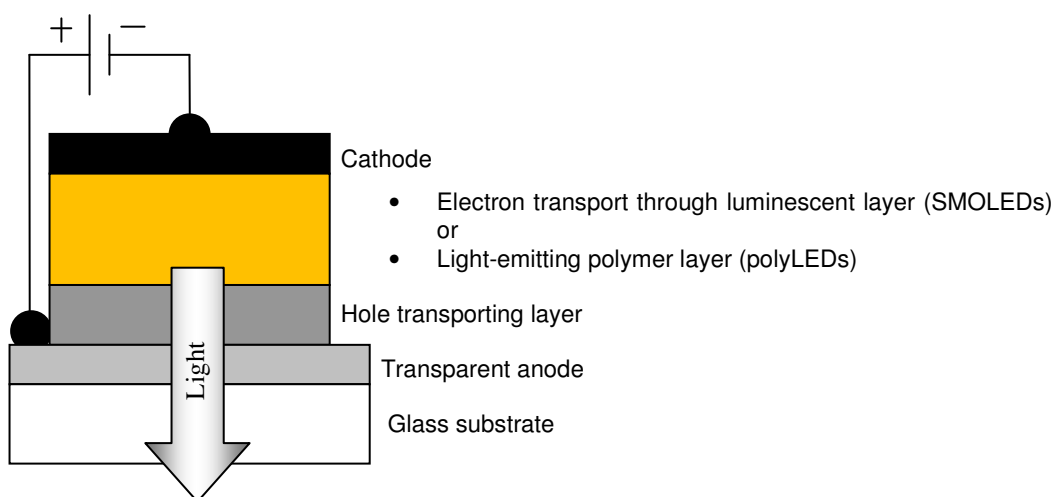 + −
Cathode
• Electron transport through luminescent layer (SMOLEDs)
or
• Light-emitting polymer layer (polyLEDs)
Hole transporting layer
Light
Transparent anode
Glass substrate